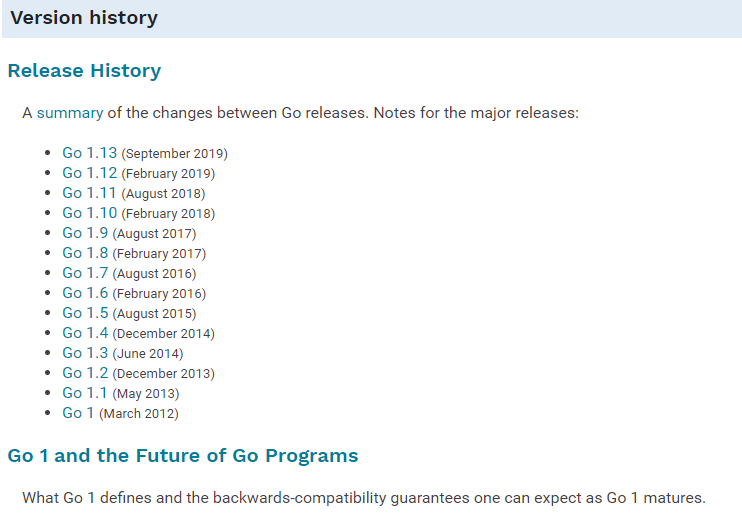 Version history
Release History
A summary of the changes between Go releases. Notes for the major releases:
Go 1.13 (September 2019)
Go 1.12 (February 2019)
Go 1.11 (August 2018)
Go 1.10 (February 2018)
Go 1.9 (August 2017)
Go 1.8 (February 2017)
Go 1.7 (August 2016)
Go 1.6 (February 2016)
Go 1.5 (August 2015)
Go 1.4 (December 2014)
Go 1.3 (June 2014)
Go 1.2 (December 2013)
Go 1.1 (May 2013)
Go 1 (March 2012)
Go 1 and the Future of Go Programs
What Go 1 defines and the backwards-compatibility guarantees one can expect as Go 1 matures.